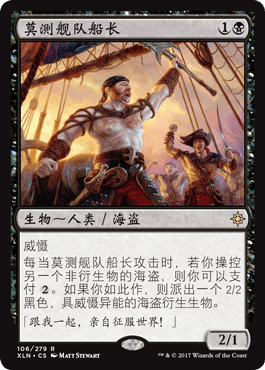 莫测舰队船长 1
生物～人类 / 海盗
威慑
每当莫测舰队船长攻击时，若你操控
另一个非衍生物的海盗，则你可以支
付 2。如果你如此作，则派出一个 2/2
黑色，具威慑异能的海盗衍生生物。
「跟我一起，亲自征服世界！」
2/1
106/279 R
XLN • CS MATT STEWART
™ & © 2017 Wizards of the Coast